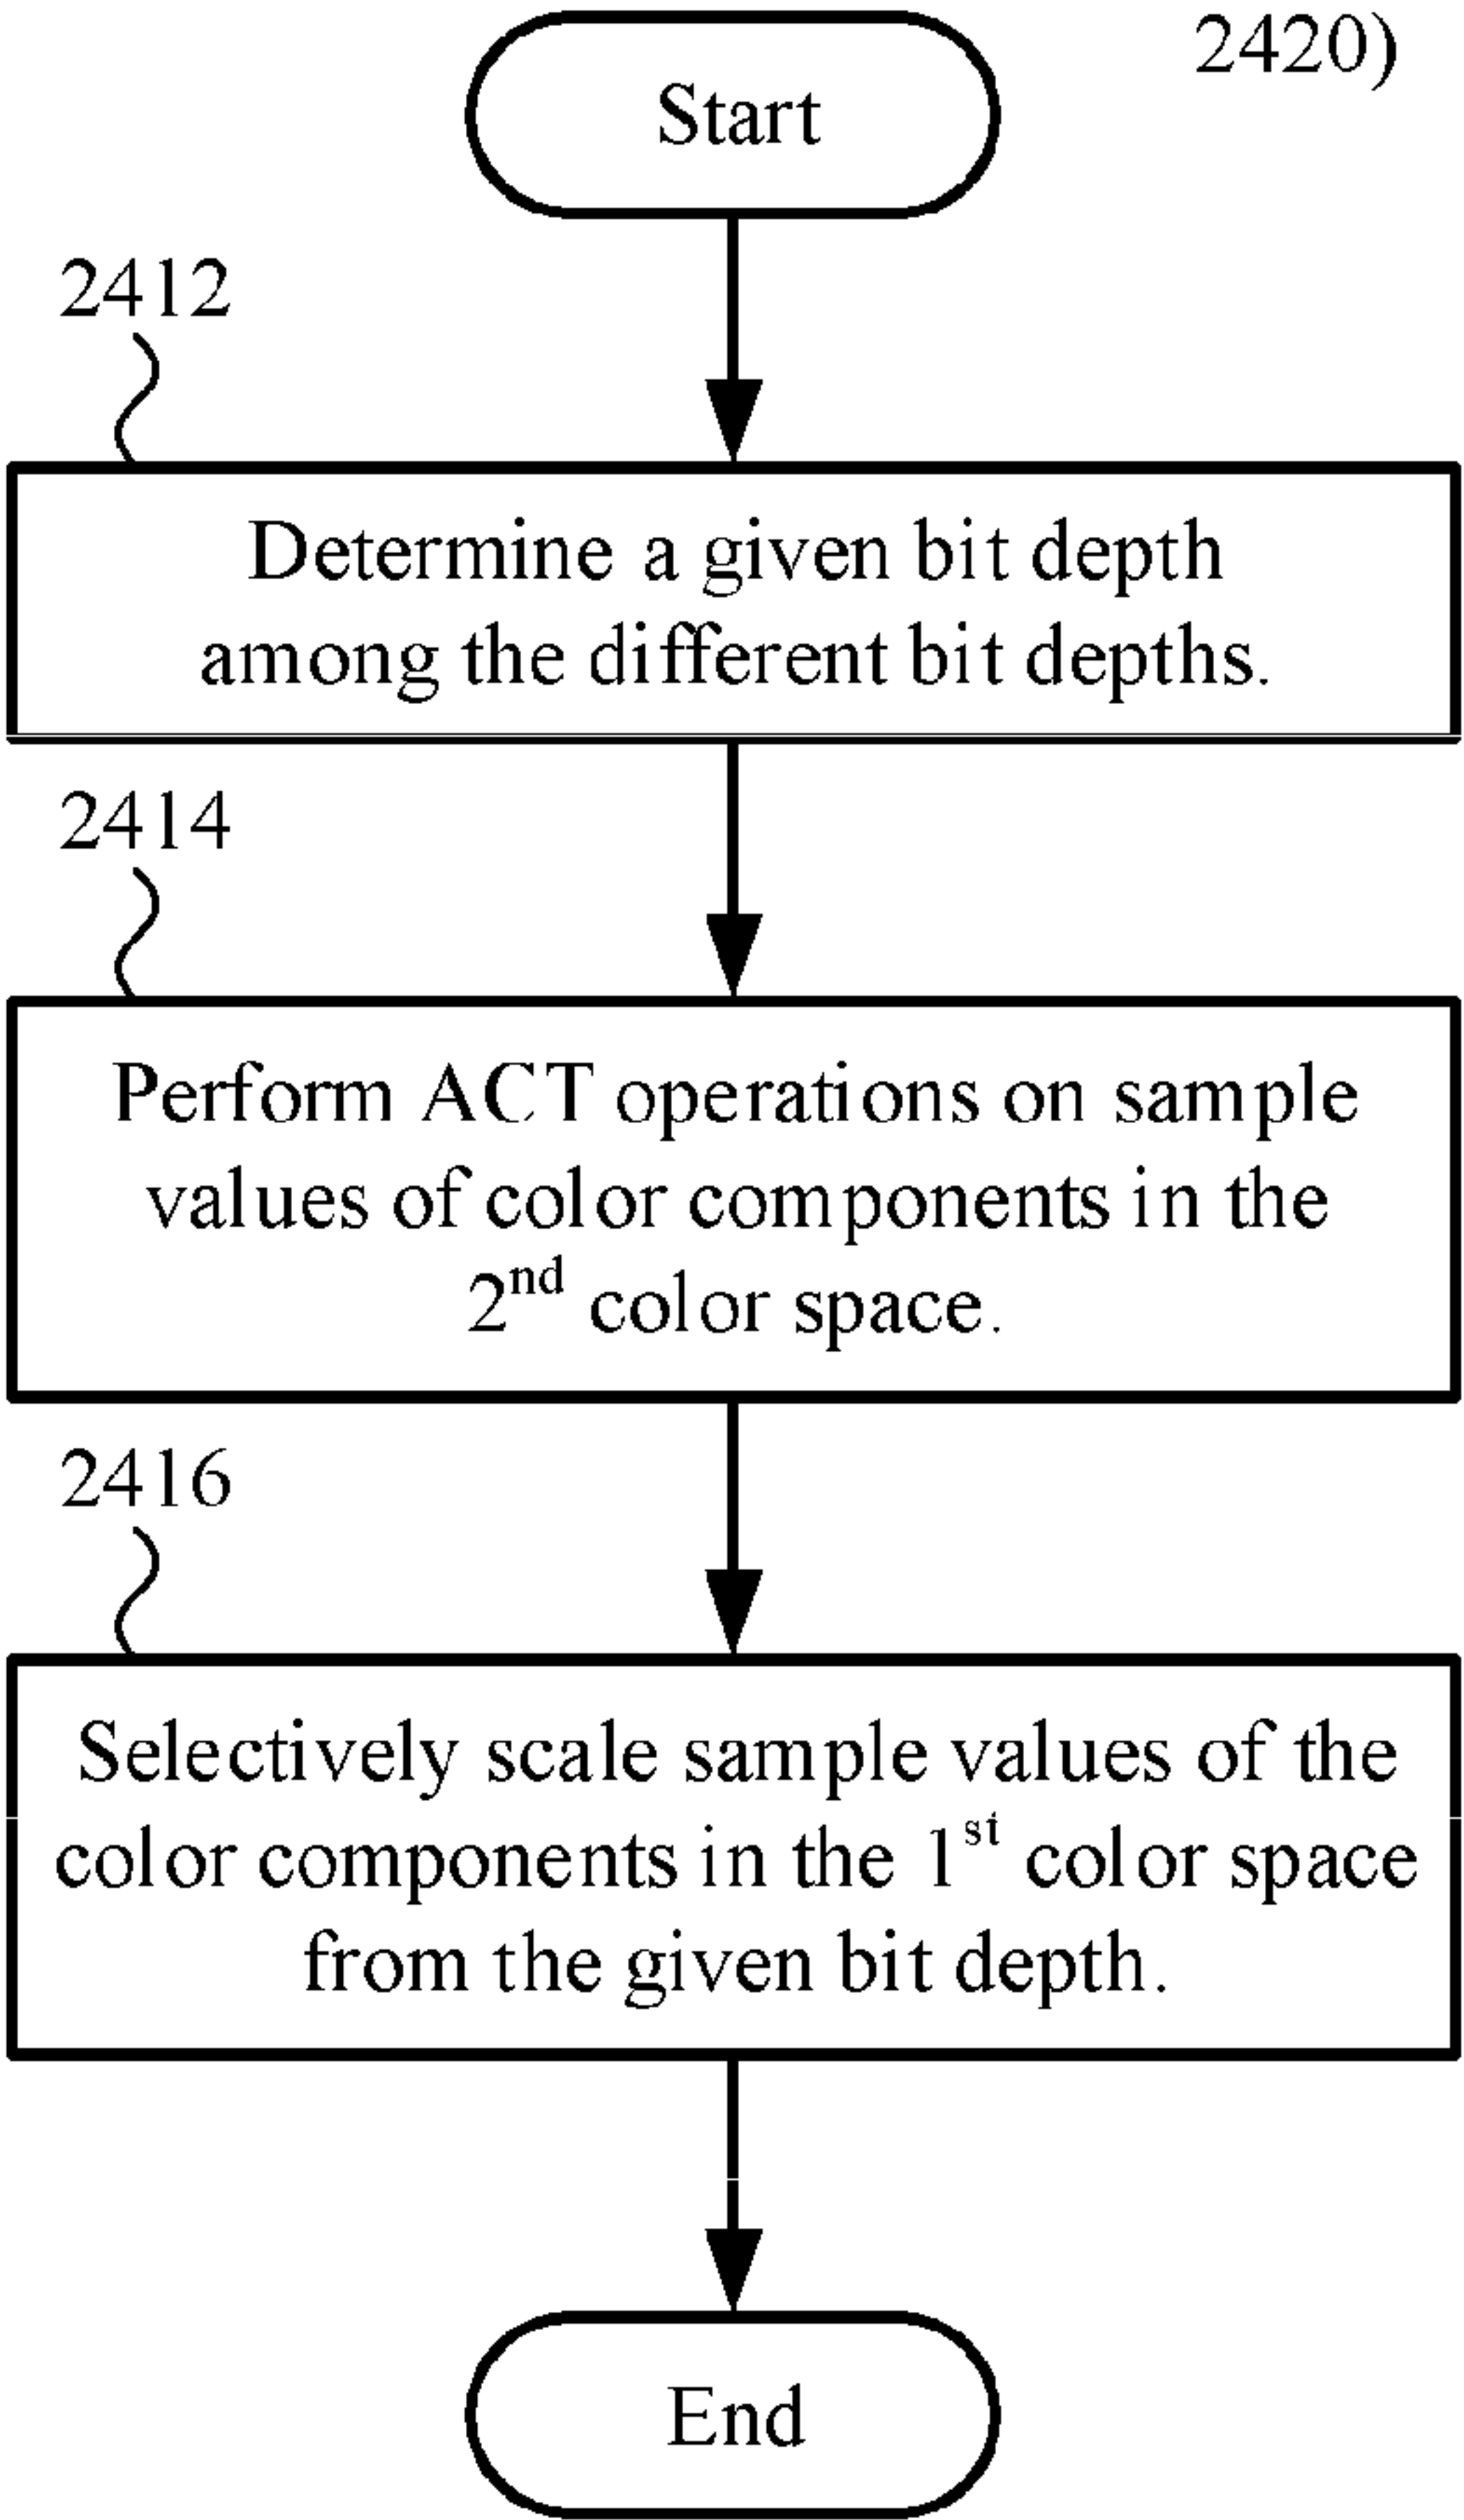 2420)
Start
2412
Determine a given bit depth
among the different bit depths.
2414
Perform ACT operations on sample
values of color components in the
2nd color space.
2416
Selectively scale sample values of the
color components in the 1st color space
from the given bit depth.
End